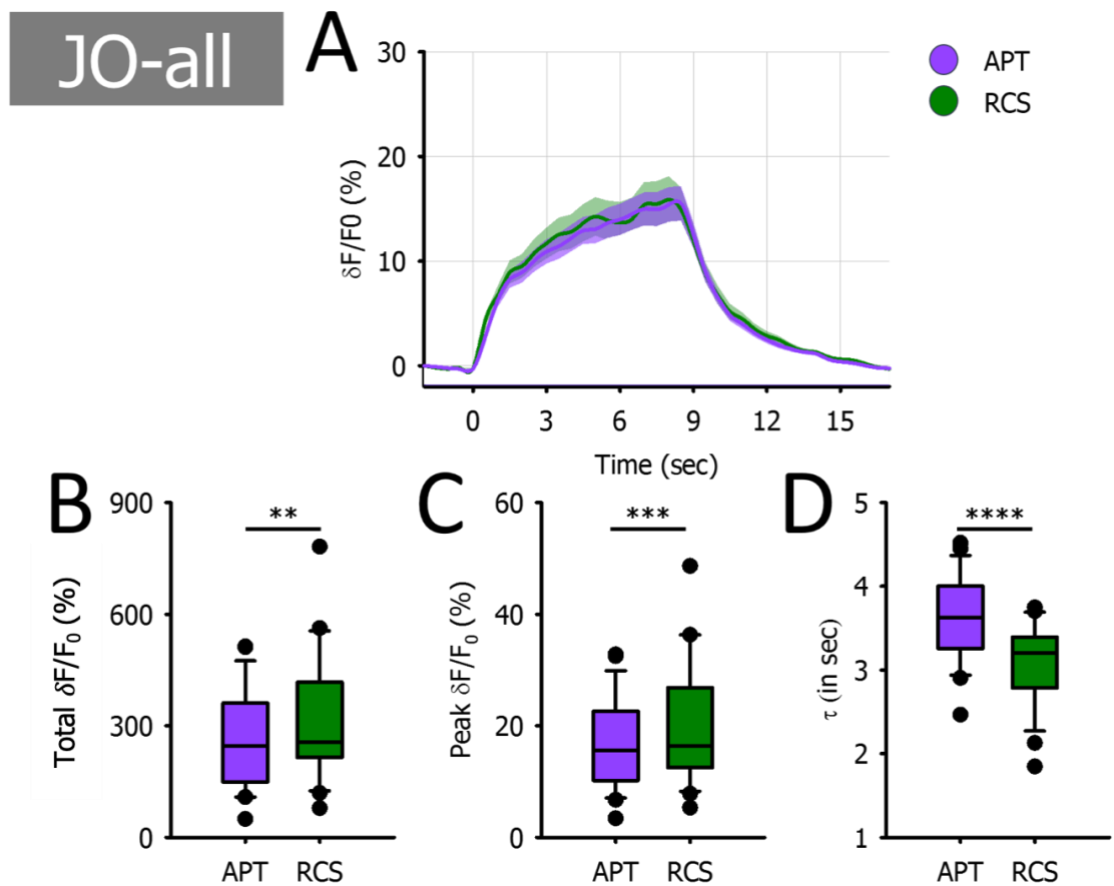 JO-all
A
APT
RCS
δF/F0 (%)
30
20
10
0
0 3 6 9 12 15
Time (sec)
B
**
Total δF/F₀ (%)
900
600
300
0
APT RCS
C
***
Peak δF/F₀ (%)
60
40
20
0
APT RCS
D
****
τ (in sec)
5
4
3
2
1
APT RCS